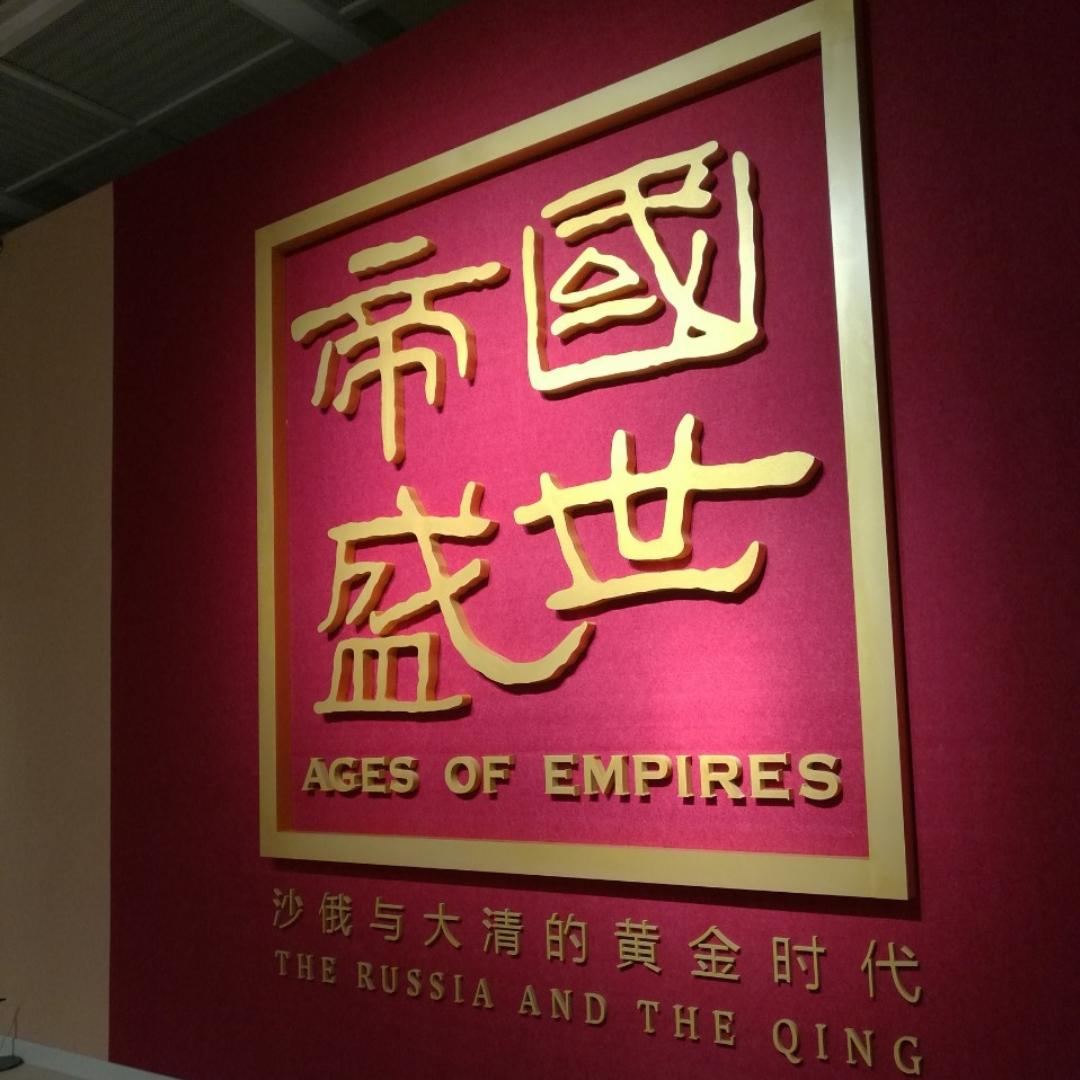 帝國
盛世
AGES OF EMPIRES
沙俄与大清的黄金时代
THE RUSSIA AND THE QING